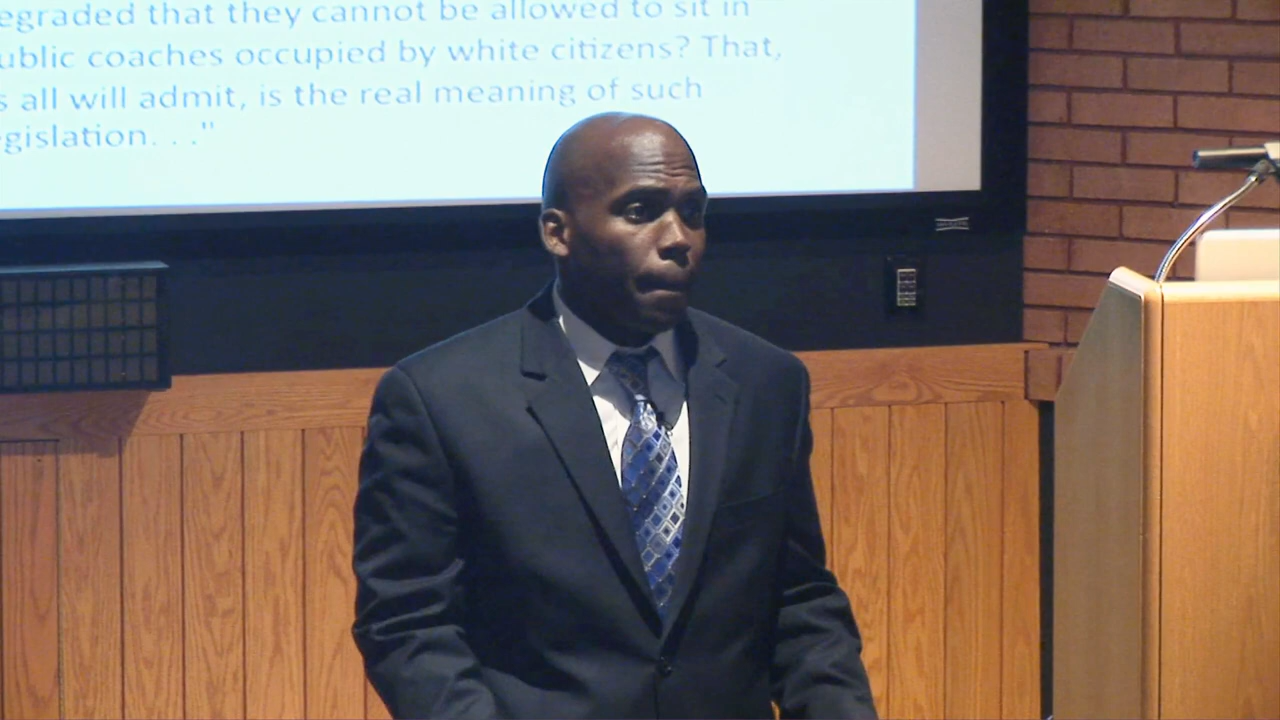 egraded that they cannot be allowed to sit in
ublic coaches occupied by white citizens? That,
s all will admit, is the real meaning of such
egislation. . ."